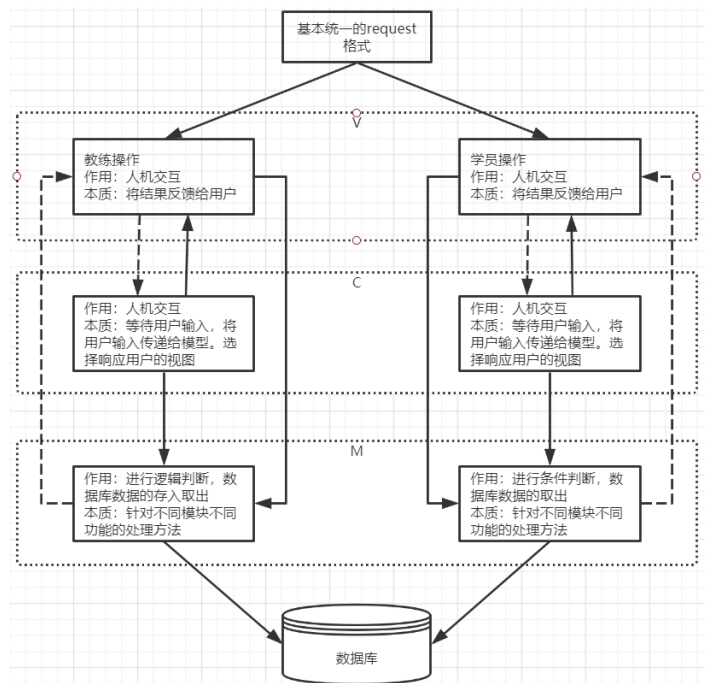 基本统一的request
格式
V
教练操作
作用：人机交互
本质：将结果反馈给用户
学员操作
作用：人机交互
本质：将结果反馈给用户
C
作用：人机交互
本质：等待用户输入，将
用户输入传递给模型。选
择响应用户的视图
作用：人机交互
本质：等待用户输入，将
用户输入传递给模型。选
择响应用户的视图
M
作用：进行逻辑判断，数
据库数据的存入取出
本质：针对不同模块不同
功能的处理方法
作用：进行条件判断，数
据库数据的取出
本质：针对不同模块不同
功能的处理方法
数据库